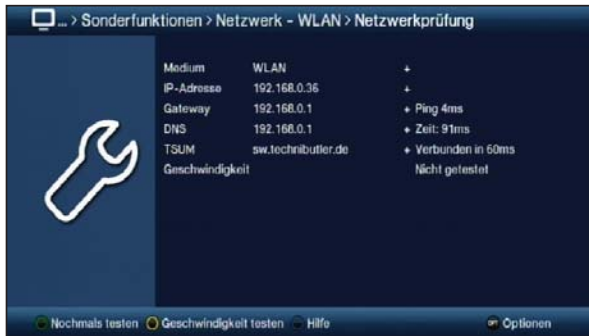 ... > Sonderfunktionen > Netzwerk - WLAN > Netzwerkprüfung
Medium WLAN +
IP-Adresse 192.168.0.36 +
Gateway 192.168.0.1 + Ping 4ms
DNS 192.168.0.1 + Zeit: 91ms
TSUM sw.technibutler.de + Verbunden in 60ms
Geschwindigkeit Nicht getestet
Nochmals testen Geschwindigkeit testen Hilfe OPT Optionen